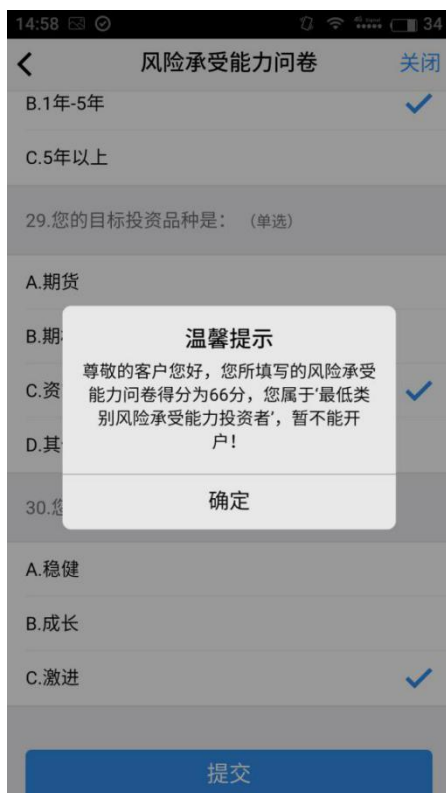 14:58 34
风险承受能力问卷 关闭
B.1年-5年
C.5年以上
29.您的目标投资品种是： （单选）
A.期货
B.期
温馨提示
尊敬的客户您好，您所填写的风险承受
能力问卷得分为66分，您属于‘最低类
别风险承受能力投资者’，暂不能开
户！
C.资
D.其
确定
30.您
A.稳健
B.成长
C.激进
提交